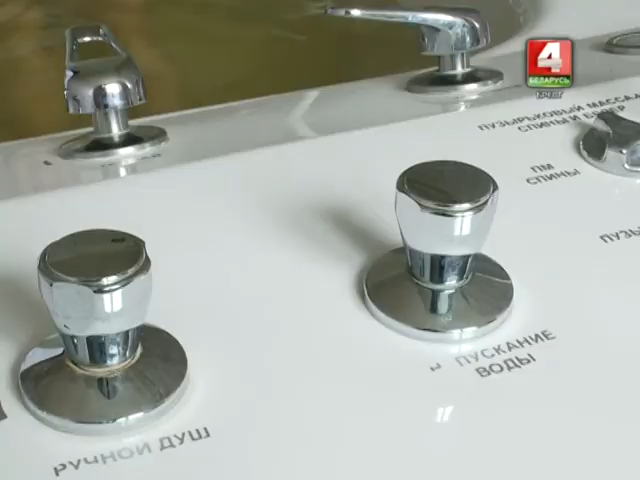 4
БЕЛАРУСЬ
ПУЗЫРЬКОВЫЙ МАССАЖ
СПИНЫ И БЕДЕР
ПМ
СПИНЫ
ПУСКАНИЕ
ВОДЫ
РУЧНОЙ ДУШ